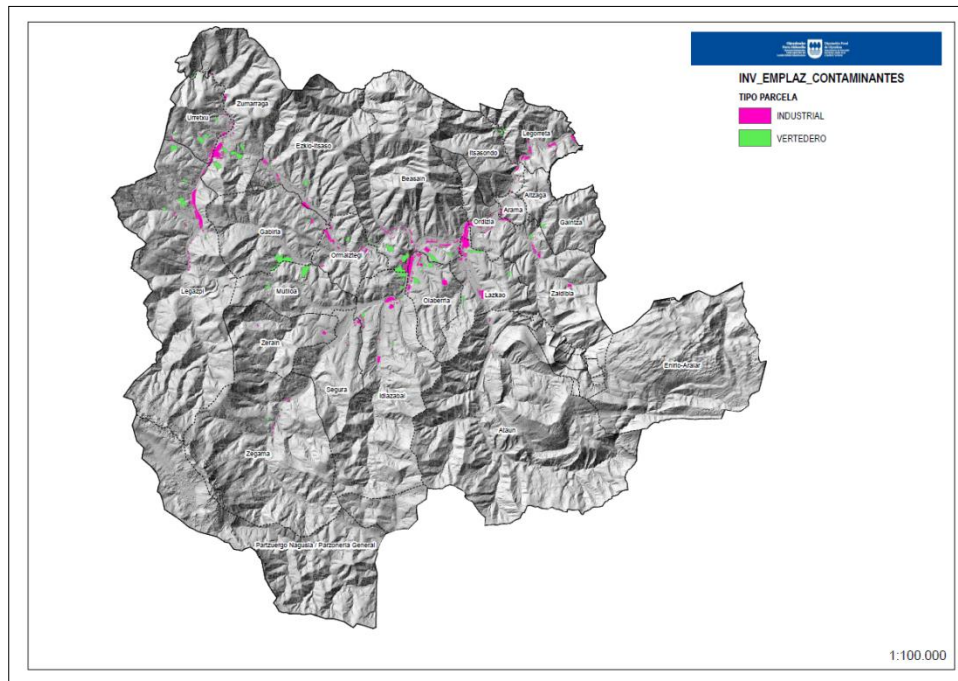 INV_EMPLAZ_CONTAMINANTES
TIPO PARCELA
INDUSTRIAL
VERTEDERO
Zumarraga
Urretxu
Legorreta
Ezkio-Itsaso
Itsasondo
Beasain
Altzaga
Arama
Ordizia
Gaintza
Gabiria
Ormaiztegi
Legazpi
Mutiloa
Olaberria
Lazkao
Zaldibia
Zerain
Enirio-Aralar
Segura
Idiazabal
Ataun
Zegama
Partzuergo Nagusia / Parzonería General
1:100.000